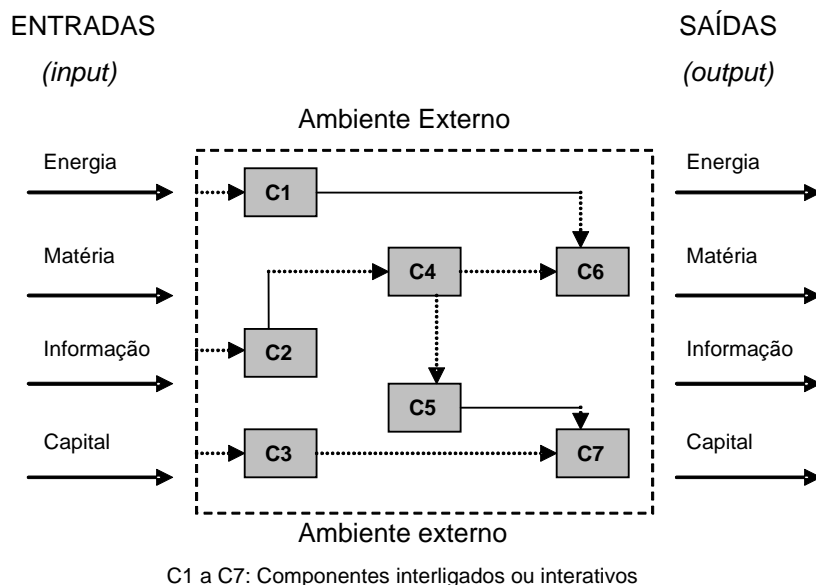 ENTRADAS
(input)
SAÍDAS
(output)
Ambiente Externo
Energia
C1
Energia
Matéria
C4
C6
Matéria
Informação
C2
Informação
C5
Capital
C3
C7
Capital
Ambiente externo
C1 a C7: Componentes interligados ou interativos